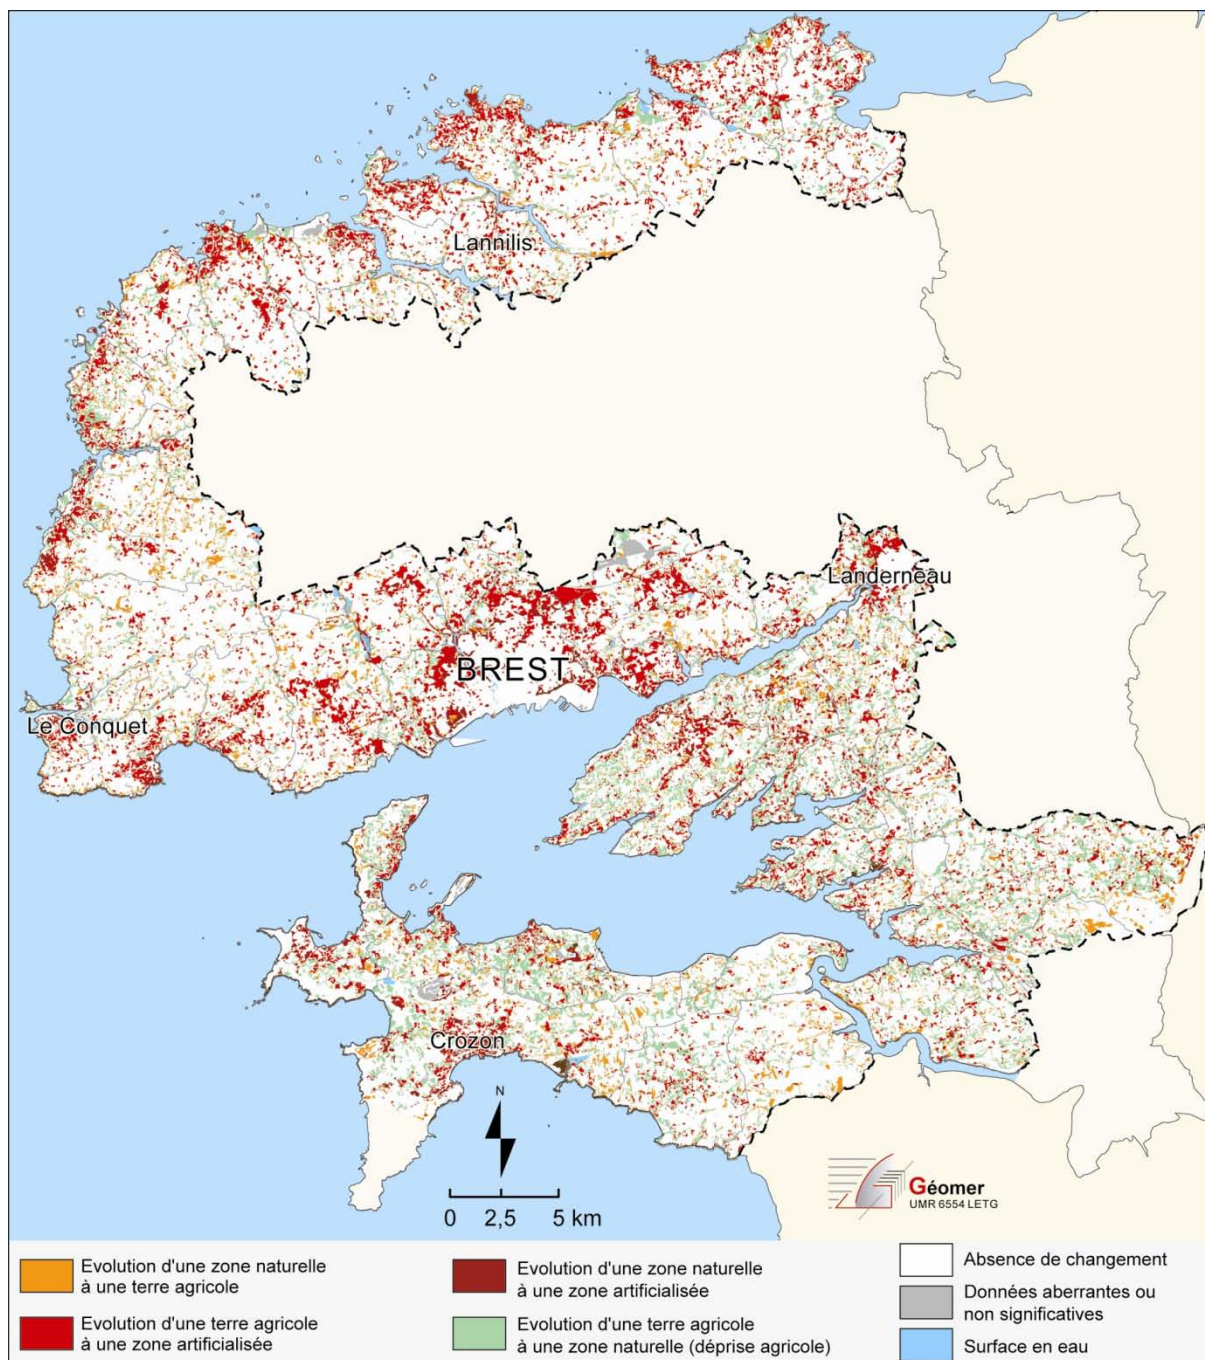 Lannilis
Landerneau
BREST
Le Conquet
Crozon
N
0 2,5 5 km
Géomer
UMR 6554 LETG
Evolution d'une zone naturelle
à une terre agricole
Evolution d'une terre agricole
à une zone artificialisée
Evolution d'une zone naturelle
à une zone artificialisée
Evolution d'une terre agricole
à une zone naturelle (déprise agricole)
Absence de changement
Données aberrantes ou
non significatives
Surface en eau